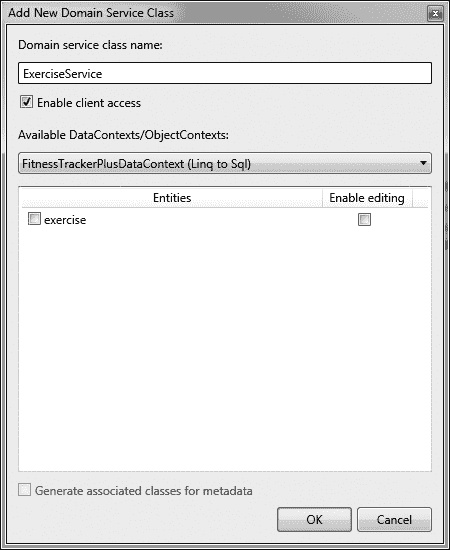 Add New Domain Service Class
Domain service class name:
ExerciseService
Enable client access
Available DataContexts/ObjectContexts:
FitnessTrackerPlusDataContext (Linq to Sql)
Entities Enable editing
exercise
Generate associated classes for metadata
OK Cancel